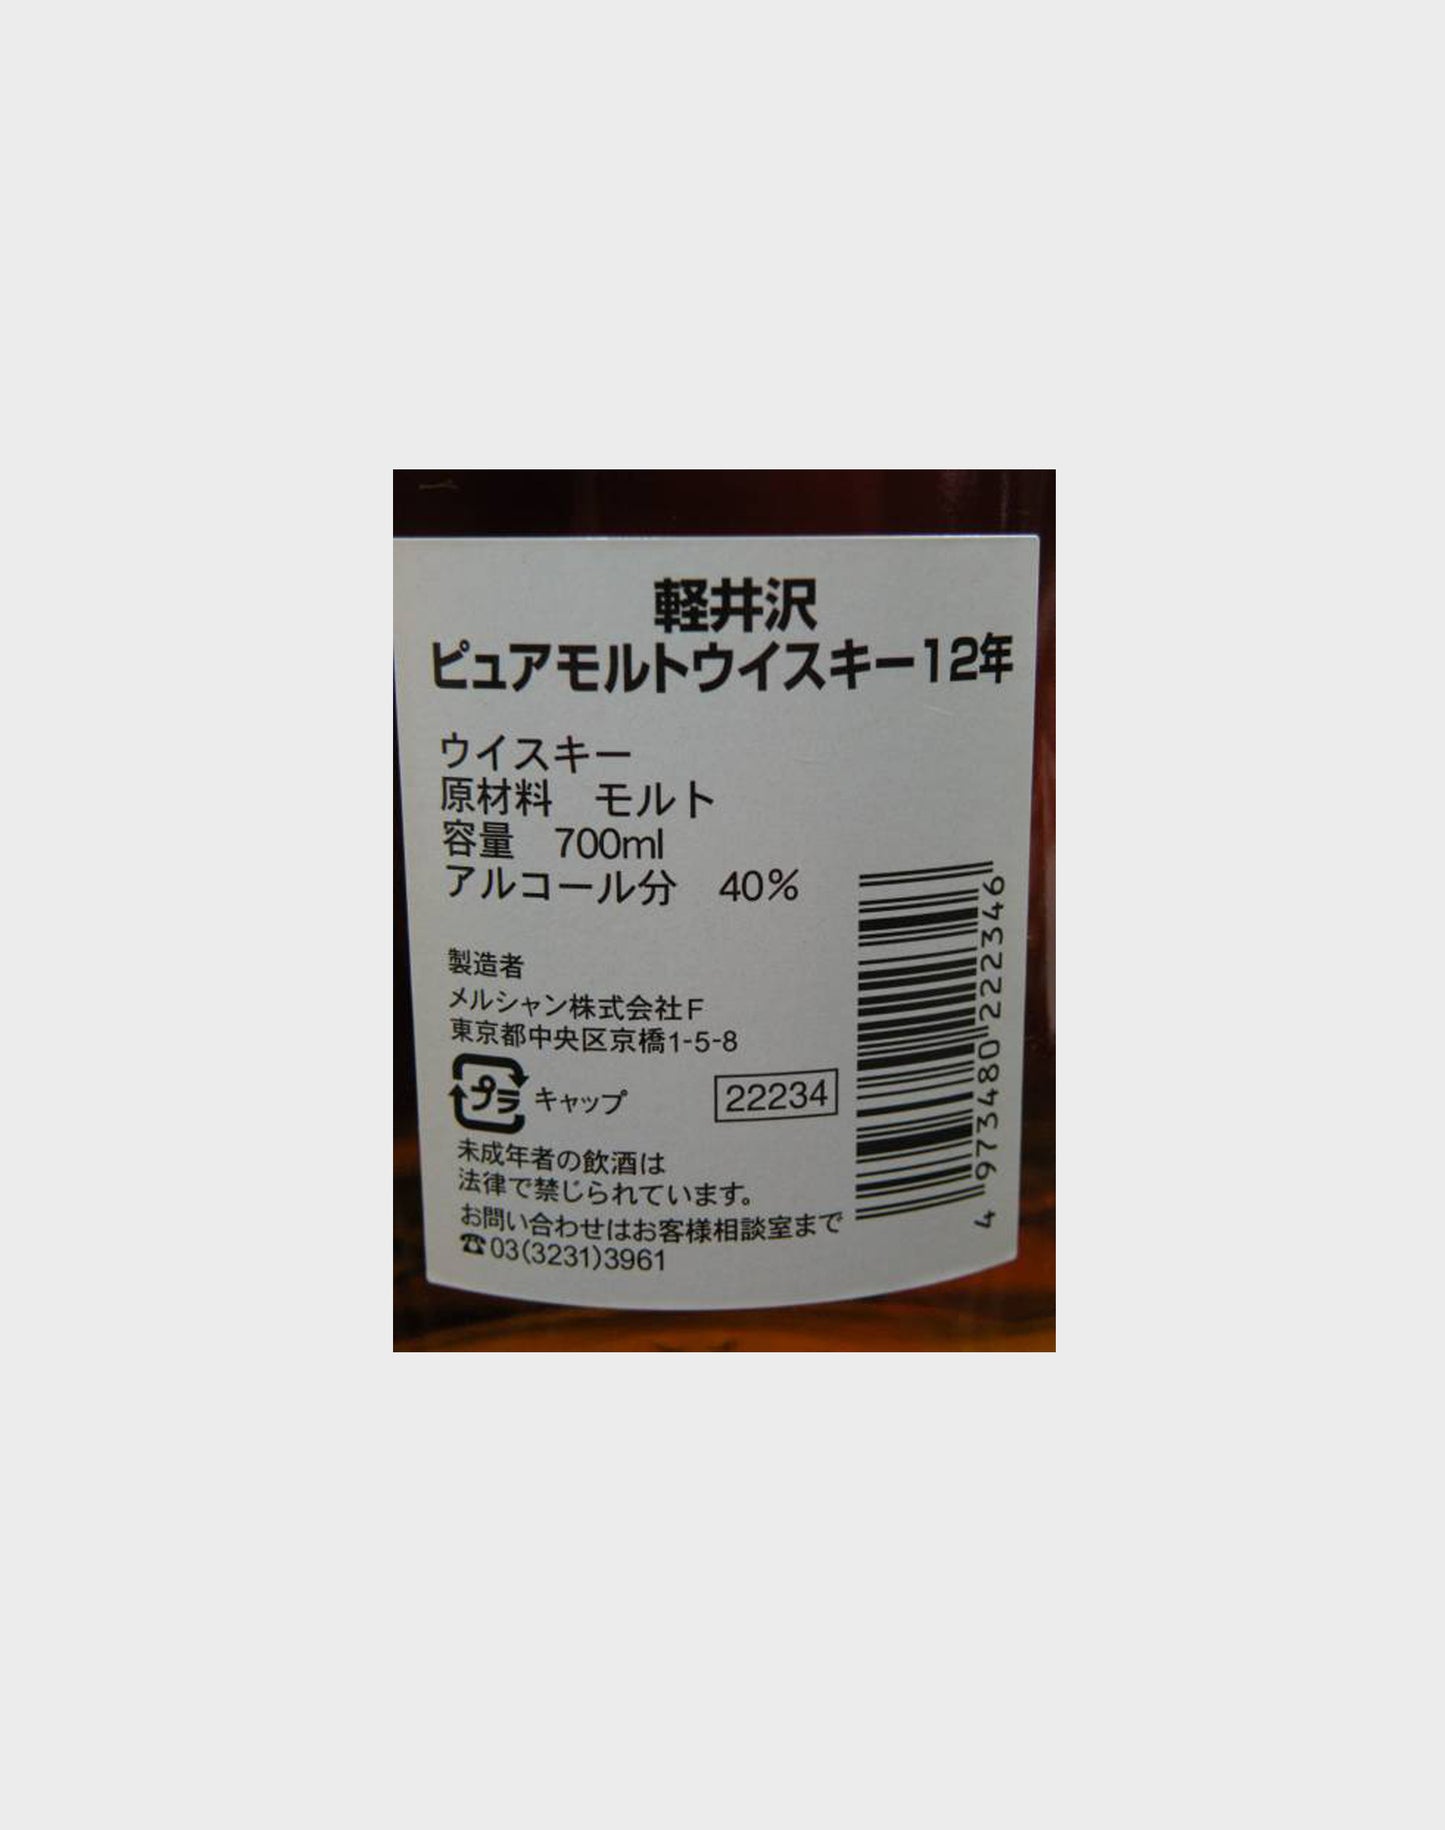 軽井沢
ピュアモルトウイスキー12年
ウイスキー
原材料　モルト
容量　700ml
アルコール分　40%
製造者
メルシャン株式会社F
東京都中央区京橋1-5-8
プラ キャップ
22234
未成年者の飲酒は
法律で禁じられています。
お問い合わせはお客様相談室まで
☎03(3231)3961
4 973480 222346